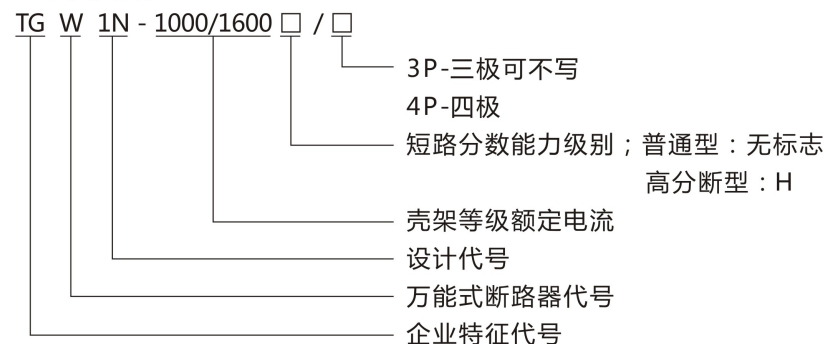 TG W 1N - 1000/1600 □ / □
3P-三极可不写
4P-四极
短路分数能力级别；普通型：无标志
高分断型：H
壳架等级额定电流
设计代号
万能式断路器代号
企业特征代号